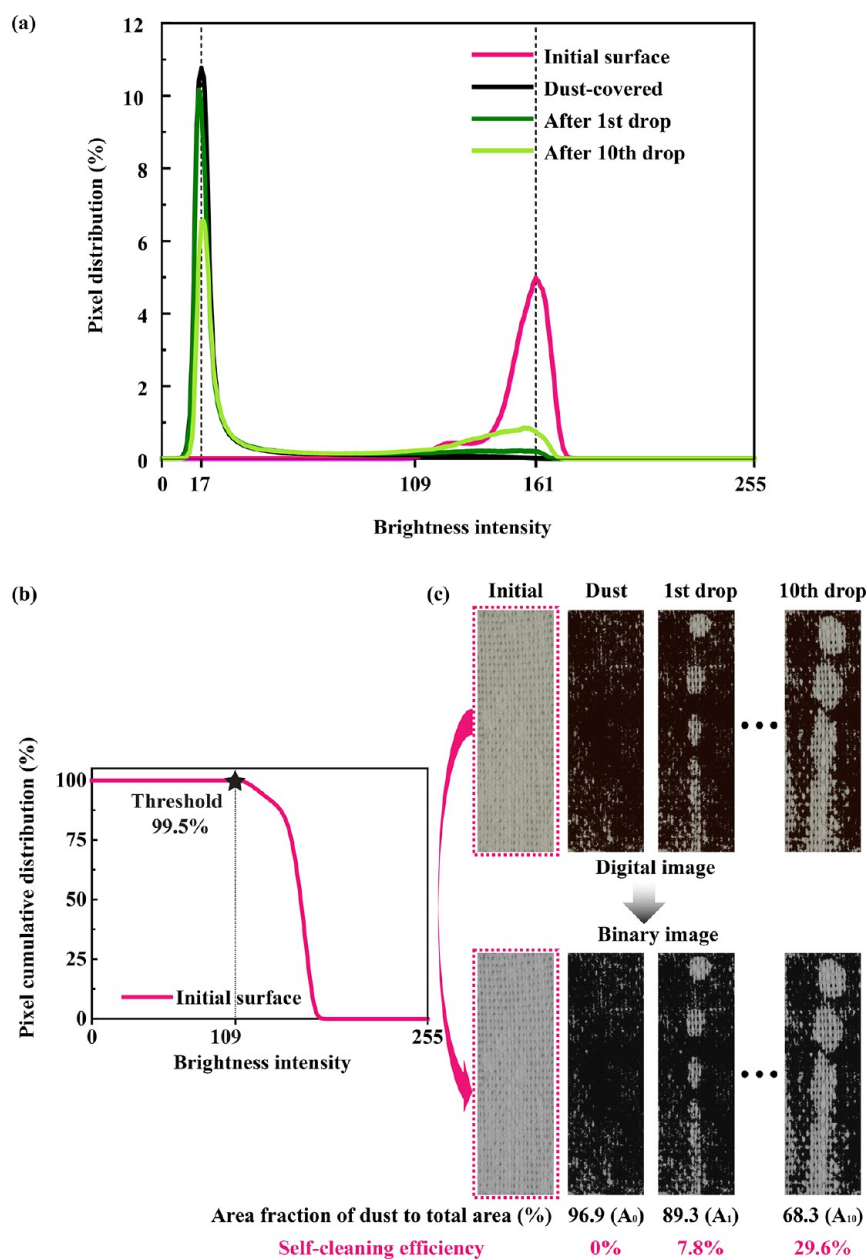 (a)
12
10
8
6
4
2
0
Pixel distribution (%)
Initial surface
Dust-covered
After 1st drop
After 10th drop
0 17 109 161 255
Brightness intensity
(b)
100
75
50
25
0
Pixel cumulative distribution (%)
Threshold
99.5%
Initial surface
0 109 255
Brightness intensity
(c)
Initial Dust 1st drop 10th drop
Digital image
Binary image
Area fraction of dust to total area (%) 96.9 (A₀) 89.3 (A₁) 68.3 (A₁₀)
Self-cleaning efficiency 0% 7.8% 29.6%